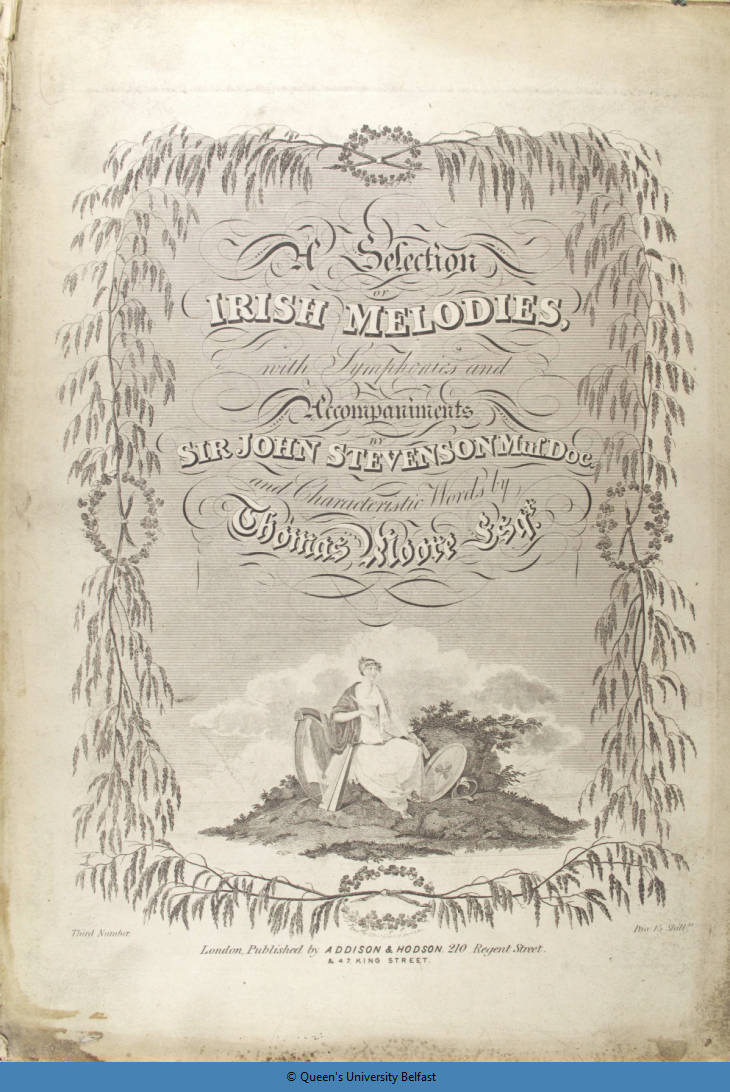 A Selection
OF
IRISH MELODIES,
with Symphonies and
Accompaniments
BY
SIR JOHN STEVENSON Mus. Doc.
and Characteristic Words by
Thomas Moore Esqr.
Third Number.
London, Published by ADDISON & HODSON. 210 Regent Street.
& 47 KING STREET.
© Queen's University Belfast